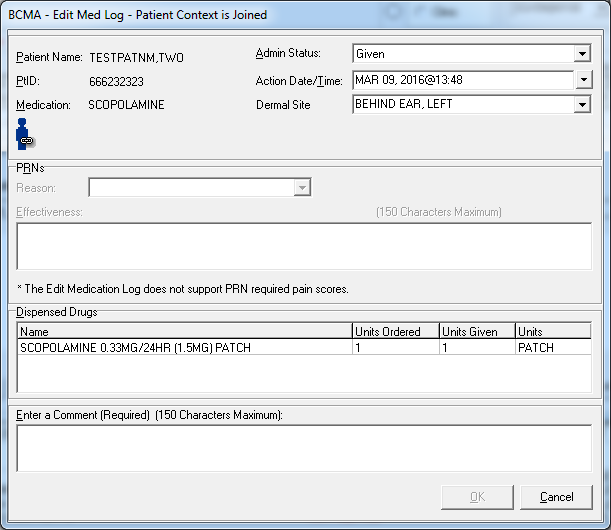 BCMA - Edit Med Log - Patient Context is Joined
Patient Name: TESTPATNM,TWO
Admin Status: Given
PtID: 666232323
Action Date/Time: MAR 09, 2016@13:48
Medication: SCOPOLAMINE
Dermal Site BEHIND EAR, LEFT
PRNs
Reason:
Effectiveness: (150 Characters Maximum)
* The Edit Medication Log does not support PRN required pain scores.
Dispensed Drugs
Name Units Ordered Units Given Units
SCOPOLAMINE 0.33MG/24HR (1.5MG) PATCH 1 1 PATCH
Enter a Comment (Required) (150 Characters Maximum):
OK Cancel